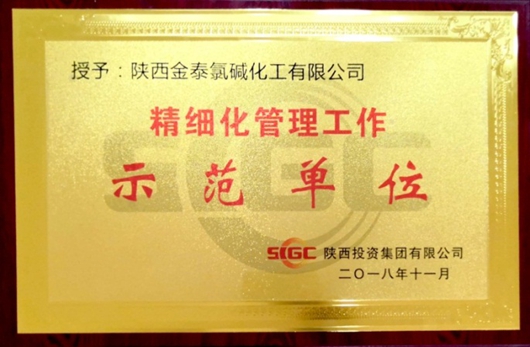 授予：陕西金泰氯碱化工有限公司
精细化管理工作
示范单位
SIGC
SIGC 陕西投资集团有限公司
二〇一八年十一月